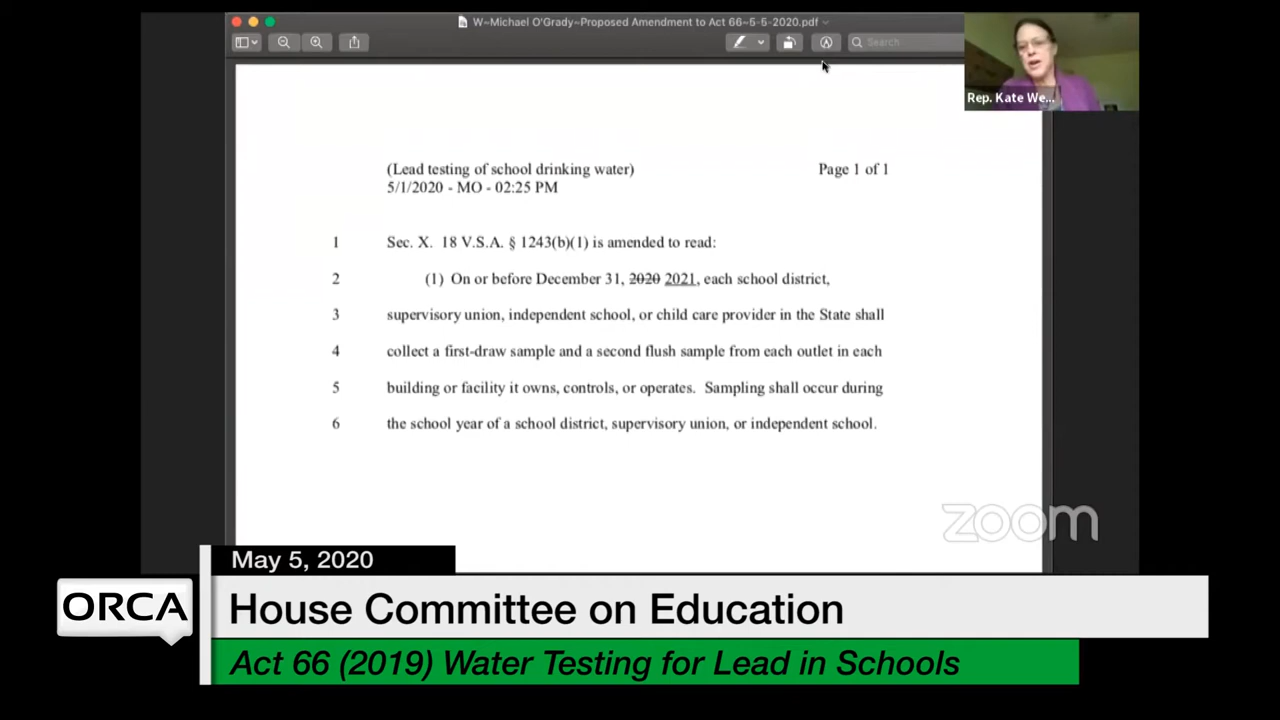 W~Michael O'Grady~Proposed Amendment to Act 66~5-5-2020.pdf
Search
Rep. Kate We...
(Lead testing of school drinking water) Page 1 of 1
5/1/2020 - MO - 02:25 PM
1 Sec. X. 18 V.S.A. § 1243(b)(1) is amended to read:
2 (1) On or before December 31, 2020 2021, each school district,
3 supervisory union, independent school, or child care provider in the State shall
4 collect a first-draw sample and a second flush sample from each outlet in each
5 building or facility it owns, controls, or operates. Sampling shall occur during
6 the school year of a school district, supervisory union, or independent school.
zoom
May 5, 2020
ORCA
House Committee on Education
Act 66 (2019) Water Testing for Lead in Schools